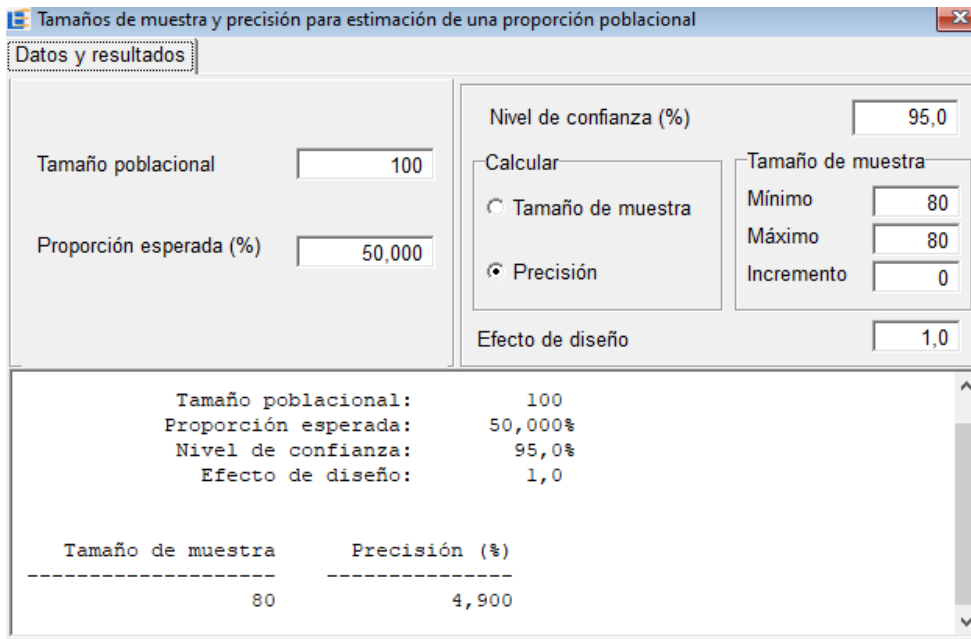 Tamaños de muestra y precisión para estimación de una proporción poblacional
Datos y resultados
Tamaño poblacional 100
Proporción esperada (%) 50,000
Nivel de confianza (%) 95,0
Calcular
Tamaño de muestra
Precisión
Tamaño de muestra
Mínimo 80
Máximo 80
Incremento 0
Efecto de diseño 1,0
Tamaño poblacional: 100
Proporción esperada: 50,000%
Nivel de confianza: 95,0%
Efecto de diseño: 1,0
Tamaño de muestra Precisión (%)
-------------------- ---------------
80 4,900